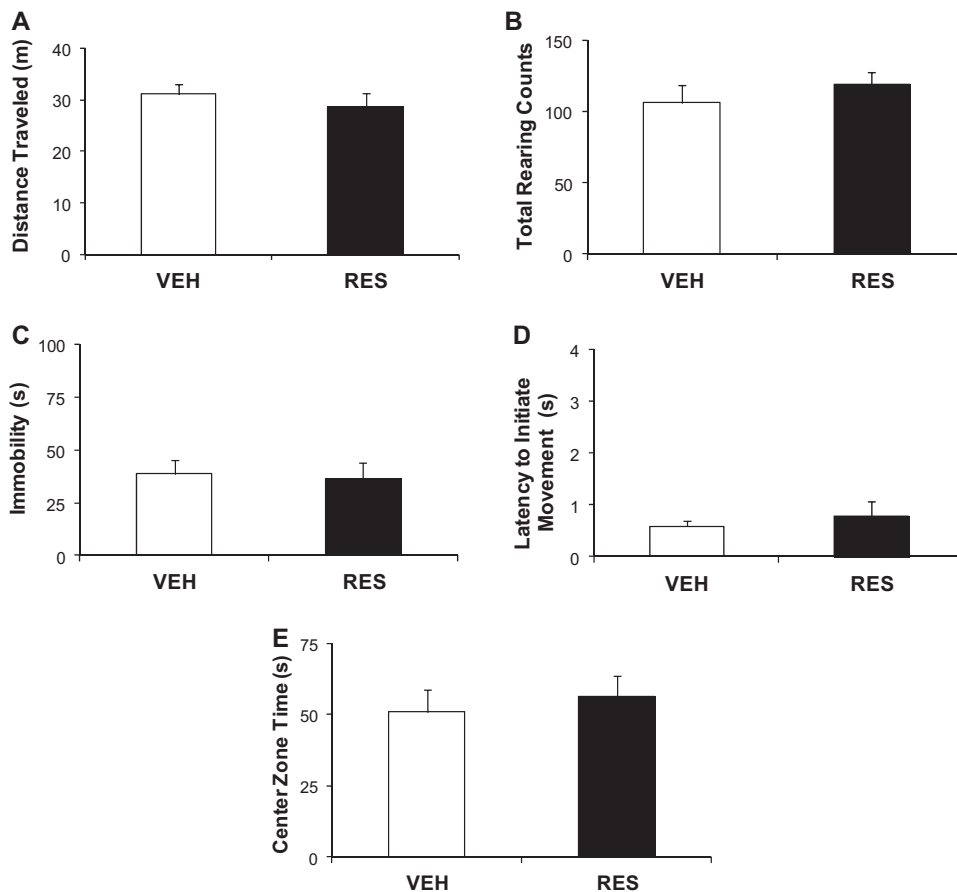 A
Distance Traveled (m)
40
30
20
10
0
VEH RES
B
Total Rearing Counts
150
100
50
0
VEH RES
C
Immobility (s)
100
75
50
25
0
VEH RES
D
Latency to Initiate
Movement (s)
4
3
2
1
0
VEH RES
E
Center Zone Time (s)
75
50
25
0
VEH RES